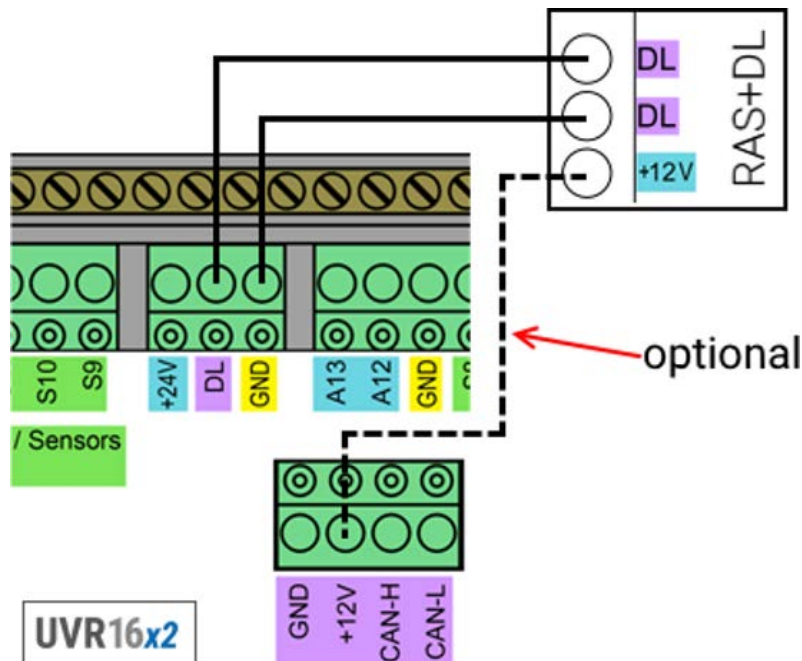 DL
DL
+12V
RAS+DL
optional
S10
S9
+24V
DL
GND
A13
A12
GND
/ Sensors
GND
+12V
CAN-H
CAN-L
UVR16x2